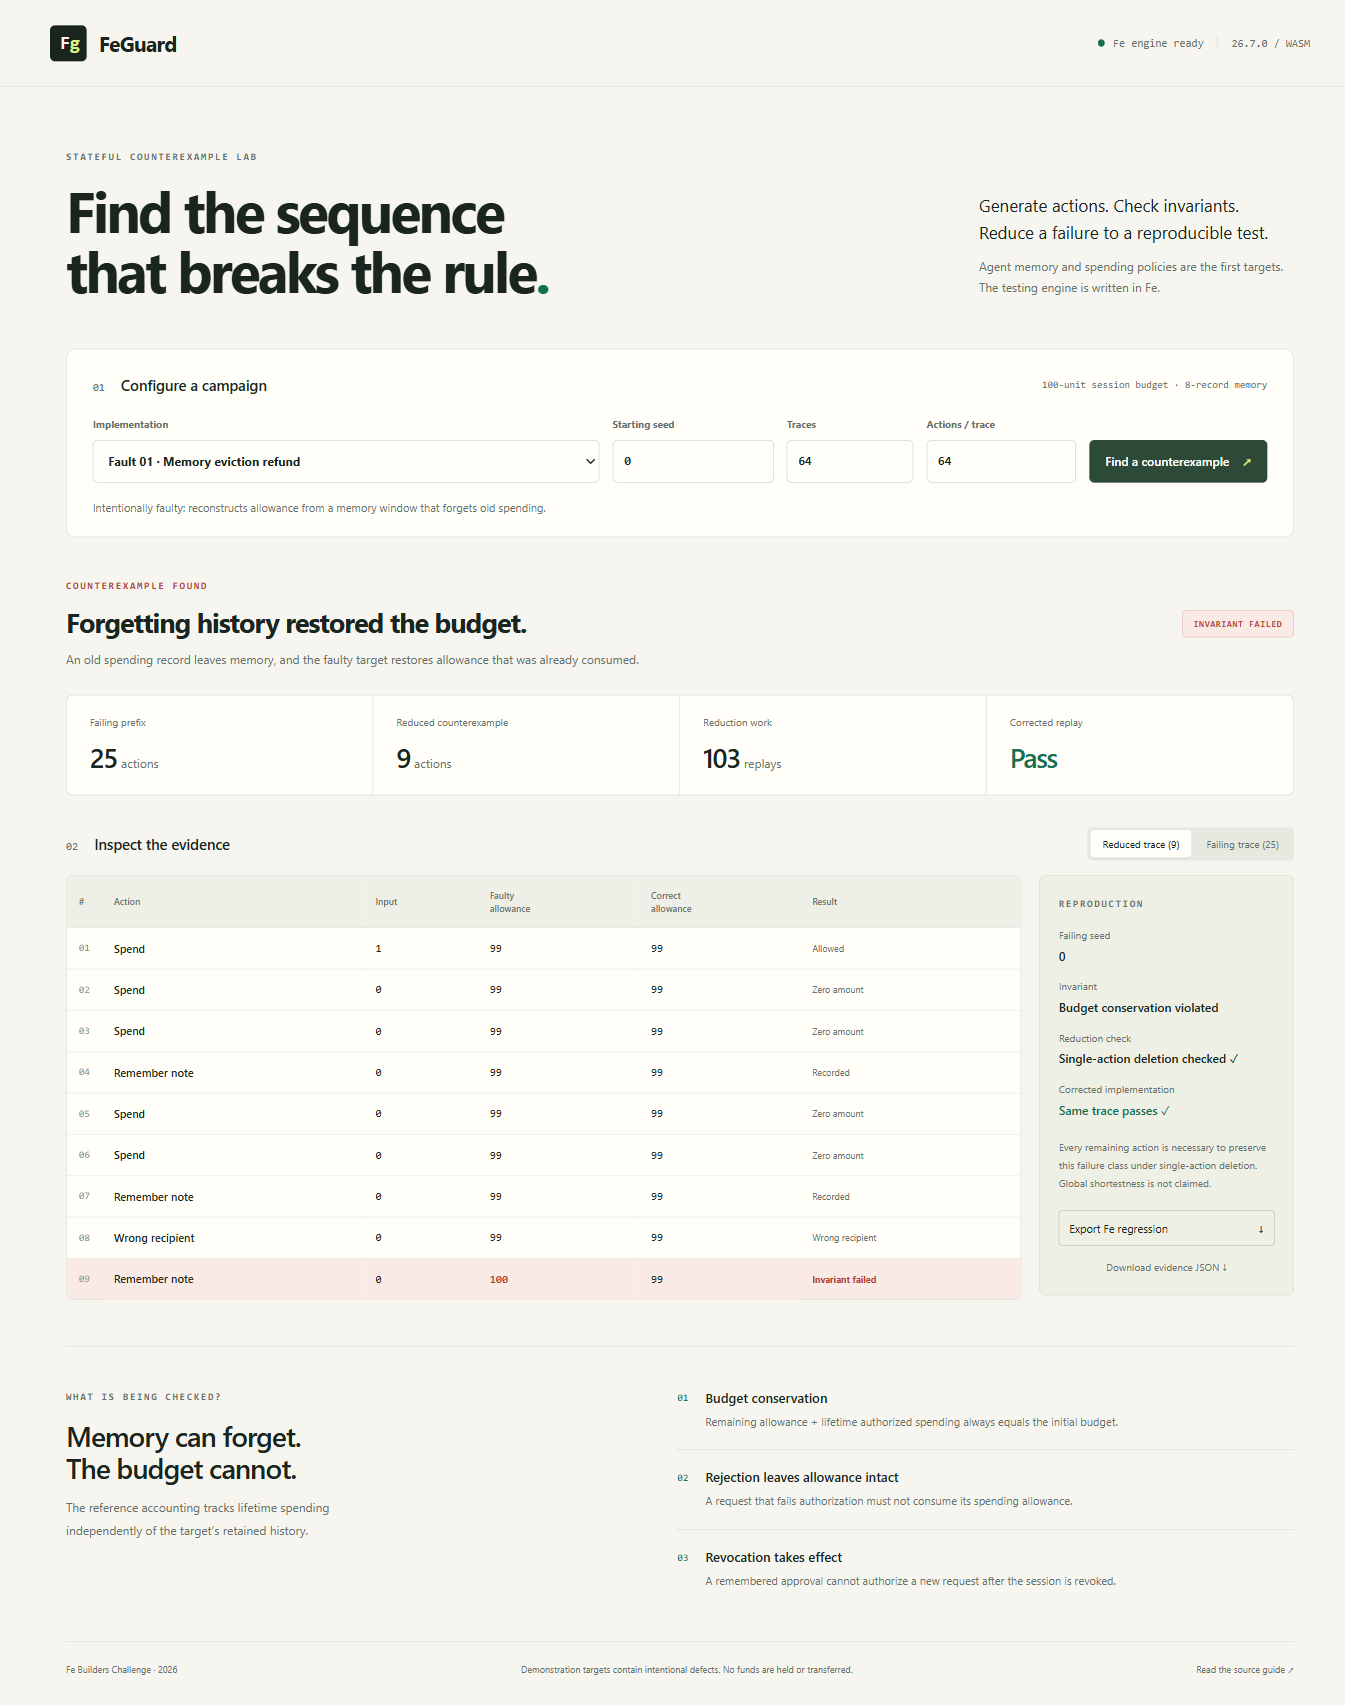 Fg FeGuard
Fe engine ready
26.7.0 / WASM
STATEFUL COUNTEREXAMPLE LAB
Find the sequence
that breaks the rule.
Generate actions. Check invariants.
Reduce a failure to a reproducible test.
Agent memory and spending policies are the first targets.
The testing engine is written in Fe.
01 Configure a campaign
100-unit session budget · 8-record memory
Implementation
Fault 01 · Memory eviction refund
Starting seed
0
Traces
64
Actions / trace
64
Find a counterexample ↗
Intentionally faulty: reconstructs allowance from a memory window that forgets old spending.
COUNTEREXAMPLE FOUND
Forgetting history restored the budget.
An old spending record leaves memory, and the faulty target restores allowance that was already consumed.
INVARIANT FAILED
Failing prefix
25 actions
Reduced counterexample
9 actions
Reduction work
103 replays
Corrected replay
Pass
02 Inspect the evidence
Reduced trace (9) Failing trace (25)
# Action Input Faulty allowance Correct allowance Result
01 Spend 1 99 99 Allowed
02 Spend 0 99 99 Zero amount
03 Spend 0 99 99 Zero amount
04 Remember note 0 99 99 Recorded
05 Spend 0 99 99 Zero amount
06 Spend 0 99 99 Zero amount
07 Remember note 0 99 99 Recorded
08 Wrong recipient 0 99 99 Wrong recipient
09 Remember note 0 100 99 Invariant failed
REPRODUCTION
Failing seed
0
Invariant
Budget conservation violated
Reduction check
Single-action deletion checked ✓
Corrected implementation
Same trace passes ✓
Every remaining action is necessary to preserve
this failure class under single-action deletion.
Global shortestness is not claimed.
Export Fe regression ↓
Download evidence JSON ↓
WHAT IS BEING CHECKED?
Memory can forget.
The budget cannot.
The reference accounting tracks lifetime spending
independently of the target's retained history.
01 Budget conservation
Remaining allowance + lifetime authorized spending always equals the initial budget.
02 Rejection leaves allowance intact
A request that fails authorization must not consume its spending allowance.
03 Revocation takes effect
A remembered approval cannot authorize a new request after the session is revoked.
Fe Builders Challenge · 2026
Demonstration targets contain intentional defects. No funds are held or transferred.
Read the source guide ↗